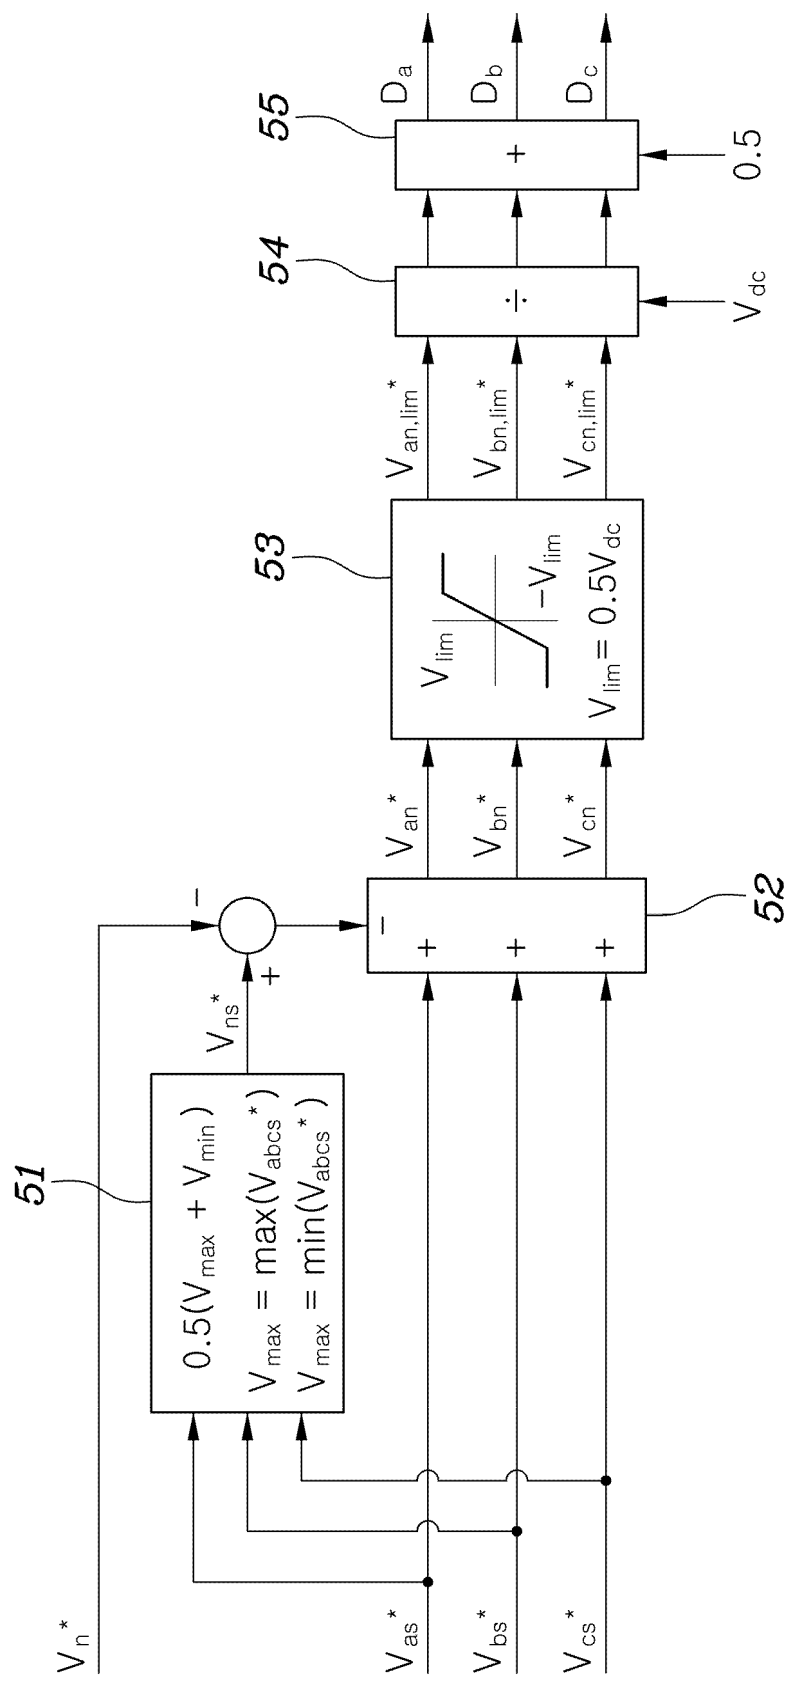 51
0.5(Vmax + Vmin)
Vmax = max(Vabcs*)
Vmax = min(Vabcs*)
Vn*
Vas*
Vbs*
Vcs*
Vns*
−
+
−
+
+
+
52
Van*
Vbn*
Vcn*
53
Vlim
−Vlim
Vlim = 0.5Vdc
Van,lim*
Vbn,lim*
Vcn,lim*
54
÷
Vdc
55
+
0.5
Da
Db
Dc